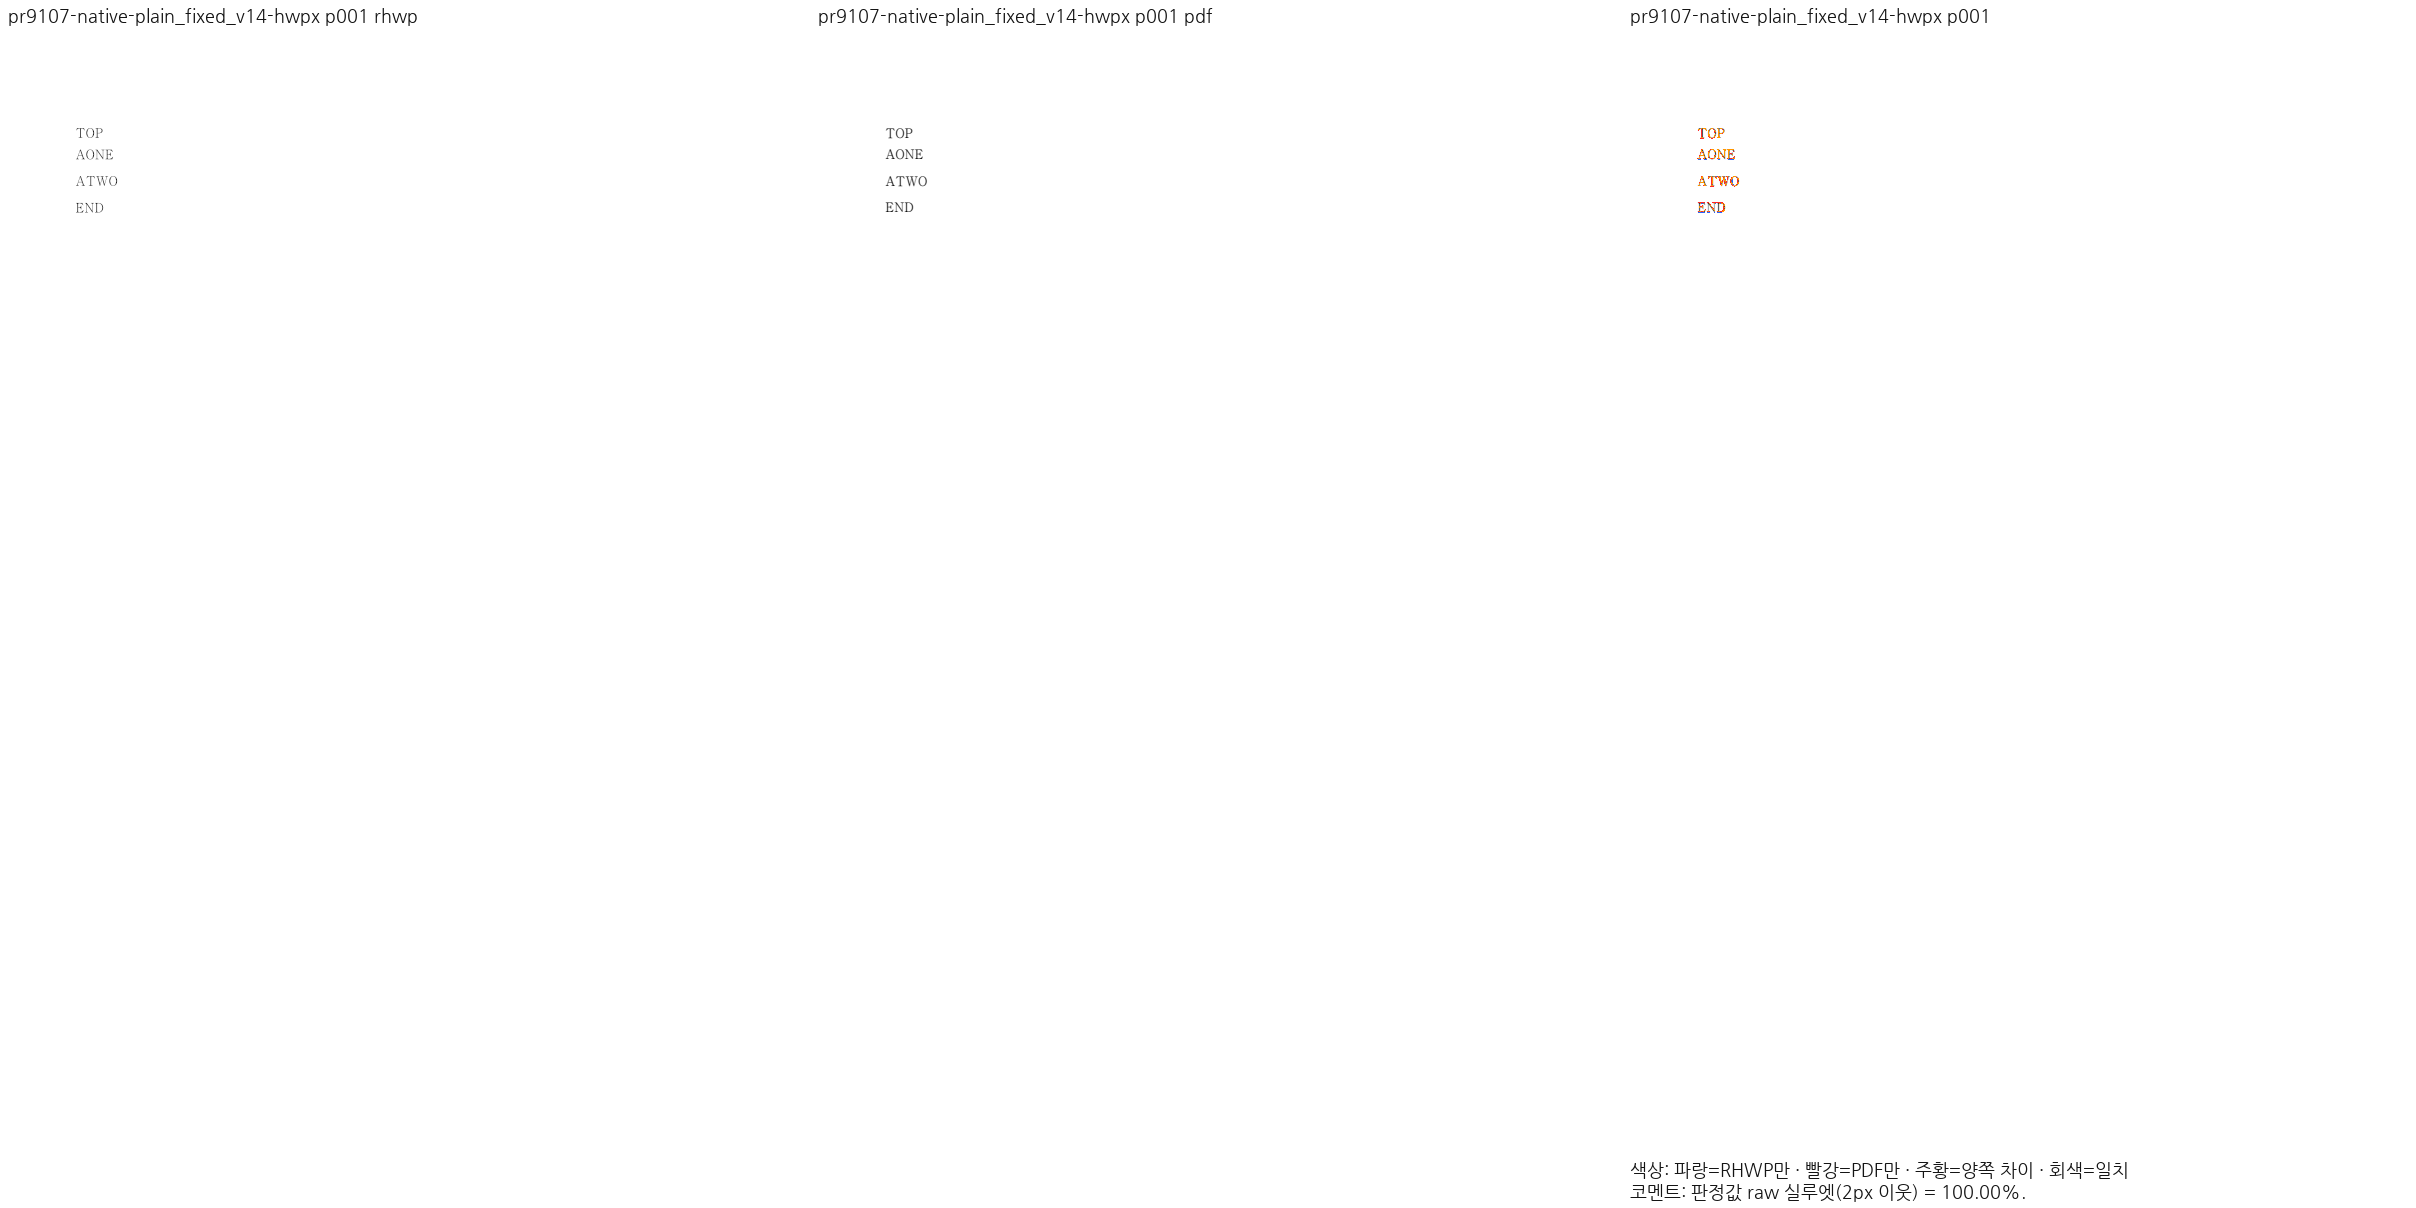 pr9107-native-plain_fixed_v14-hwpx p001 rhwp
TOP
AONE
ATWO
END
pr9107-native-plain_fixed_v14-hwpx p001 pdf
TOP
AONE
ATWO
END
pr9107-native-plain_fixed_v14-hwpx p001
TOP
AONE
ATWO
END
색상: 파랑=RHWP만 · 빨강=PDF만 · 주황=양쪽 차이 · 회색=일치
코멘트: 판정값 raw 실루엣(2px 이웃) = 100.00%.